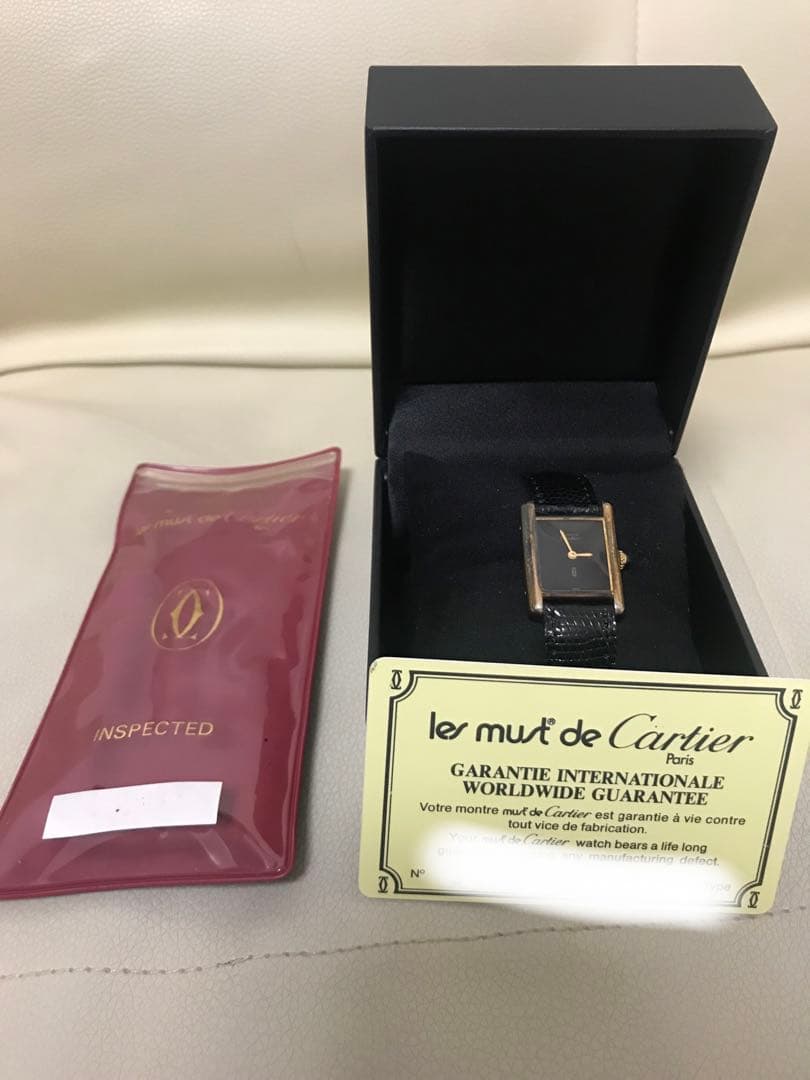 les must de Cartier
INSPECTED
les must® de Cartier
Paris
GARANTIE INTERNATIONALE
WORLDWIDE GUARANTEE
Votre montre must de Cartier est garantie à vie contre
tout vice de fabrication.
Your must de Cartier watch bears a life long
any manufacturing defect.
N° type